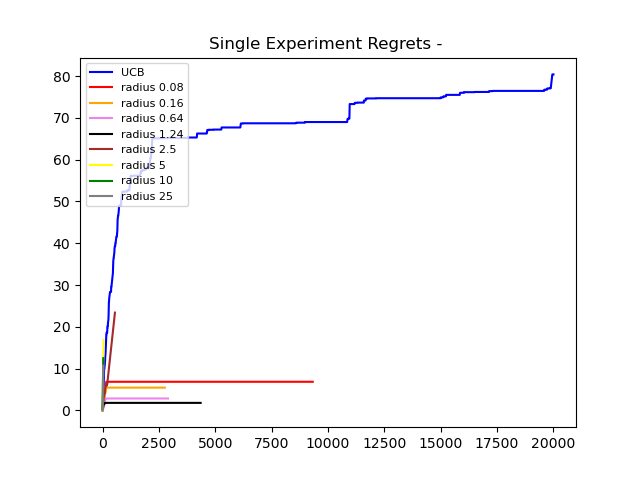 Single Experiment Regrets -
80
70
60
50
40
30
20
10
0
UCB
radius 0.08
radius 0.16
radius 0.64
radius 1.24
radius 2.5
radius 5
radius 10
radius 25
0 2500 5000 7500 10000 12500 15000 17500 20000